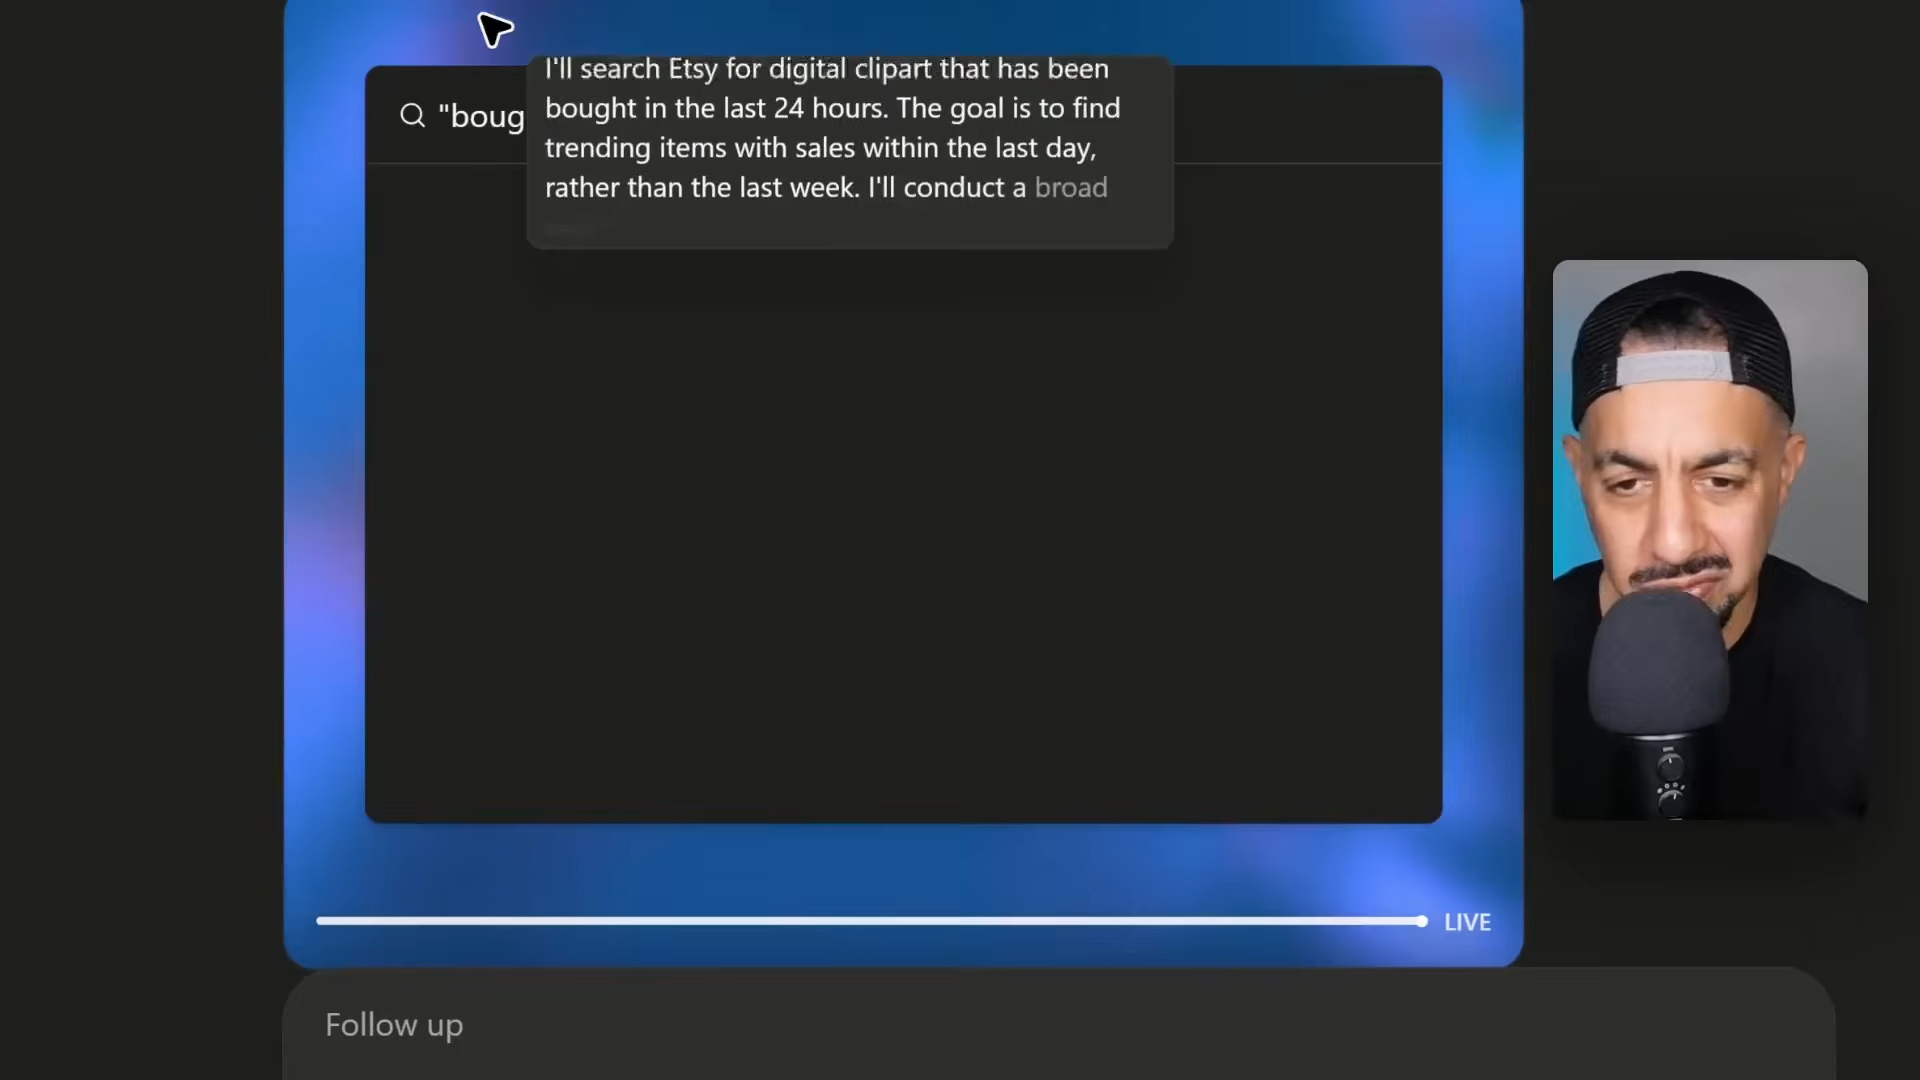 I'll search Etsy for digital clipart that has been
"boug
bought in the last 24 hours. The goal is to find
trending items with sales within the last day,
rather than the last week. I'll conduct a broad
LIVE
Follow up